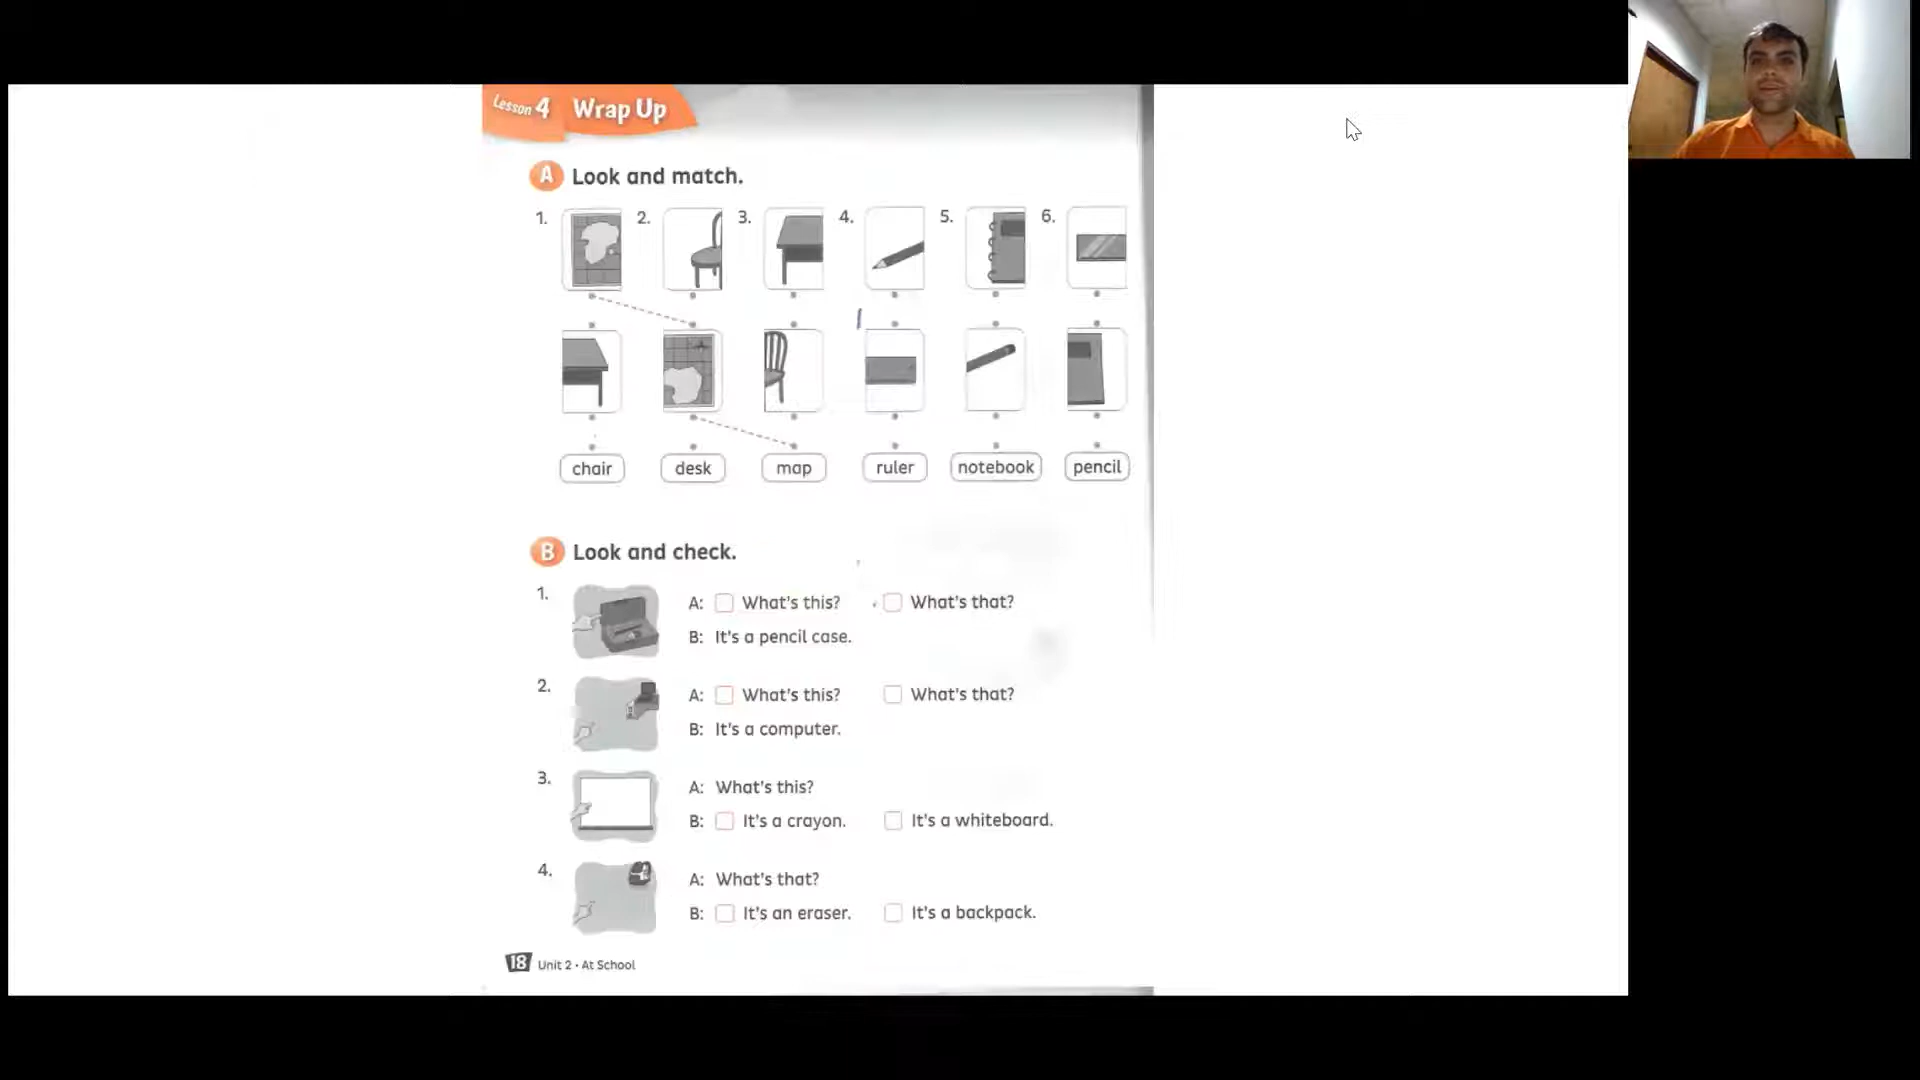 Lesson 4 Wrap Up
A Look and match.
1. 2. 3. 4. 5. 6.
chair desk map ruler notebook pencil
B Look and check.
1.
A: What's this? What's that?
B: It's a pencil case.
2.
A: What's this? What's that?
B: It's a computer.
3.
A: What's this?
B: It's a crayon. It's a whiteboard.
4.
A: What's that?
B: It's an eraser. It's a backpack.
18 Unit 2 • At School